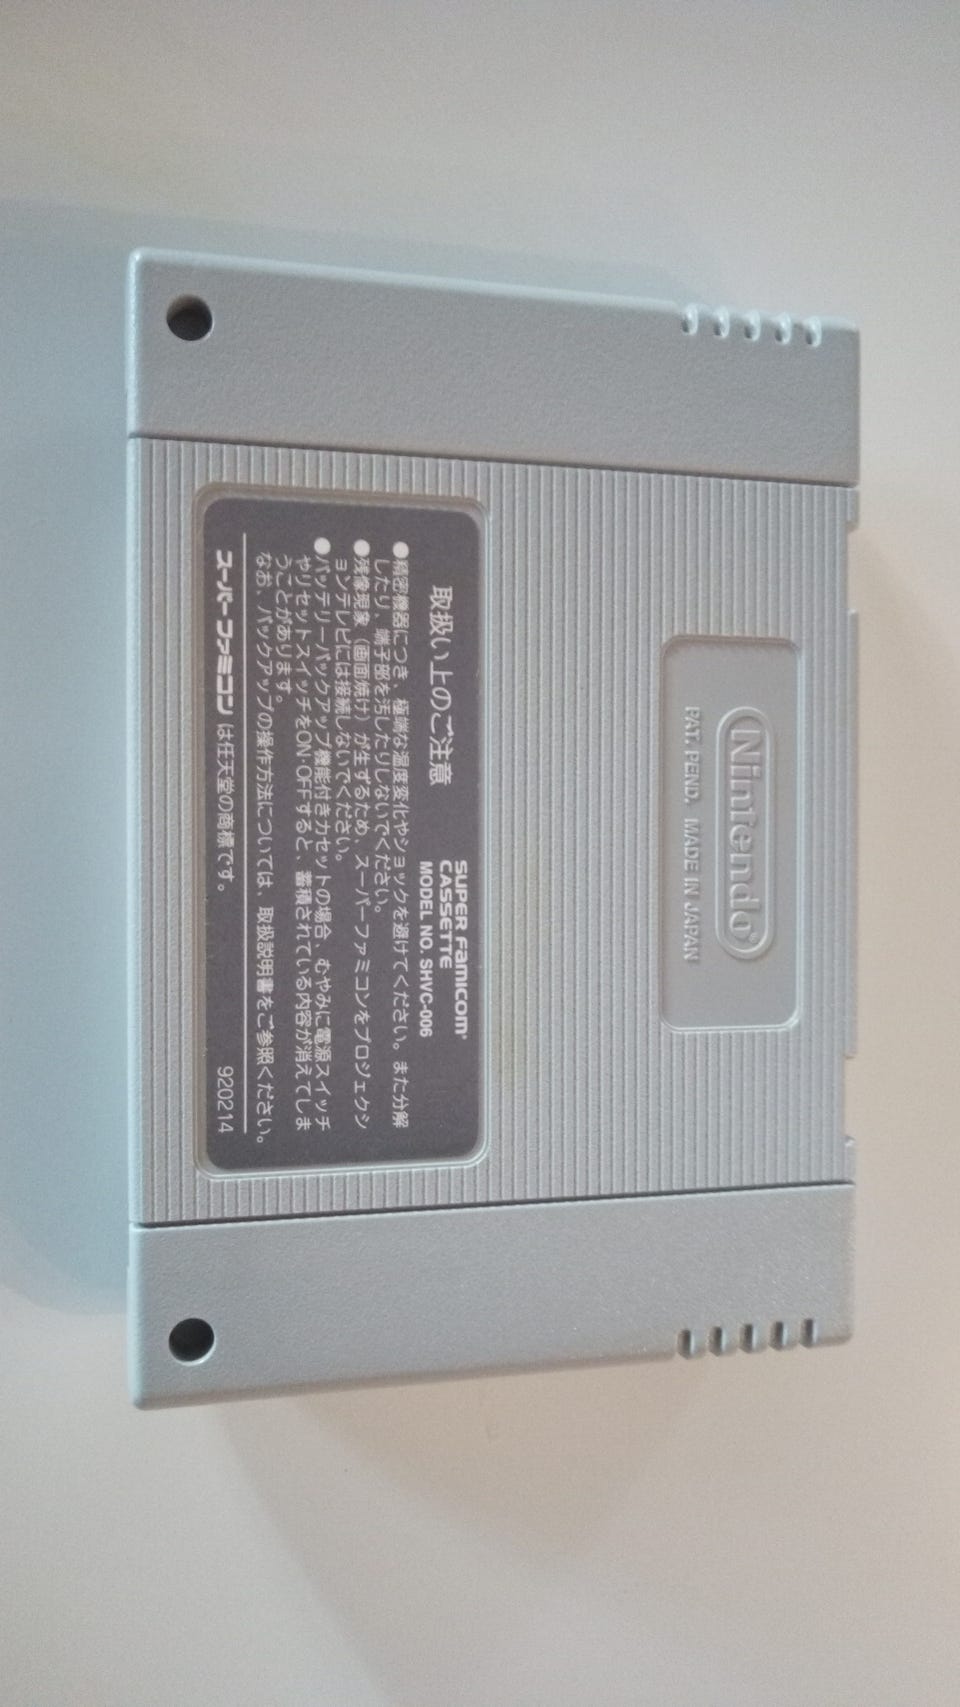 Nintendo®
PAT. PEND. MADE IN JAPAN
取扱い上のご注意
SUPER Famicom®
CASSETTE
MODEL NO. SHVC-006
●精密機器につき、極端な温度変化やショックを避けてください。また分解
したり、端子部を汚したりしないでください。
●残像現象（画面焼け）が生ずるため、スーパーファミコンをプロジェクシ
ョンテレビには接続しないでください。
●バッテリーバックアップ機能付きカセットの場合、むやみに電源スイッチ
やリセットスイッチをON・OFFすると、蓄積されている内容が消えてしま
うことがあります。
なお、バックアップの操作方法については、取扱説明書をご参照ください。
スーパーファミコン は任天堂の商標です。
920214